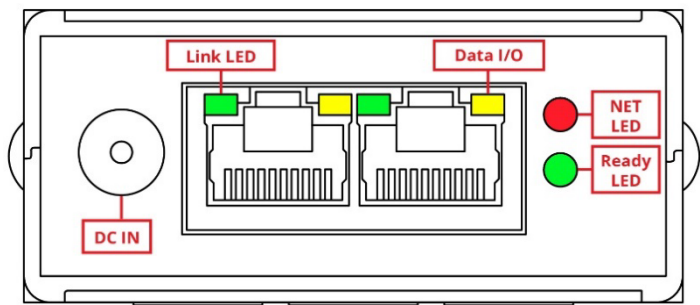 Link LED
Data I/O
NET
LED
Ready
LED
DC IN